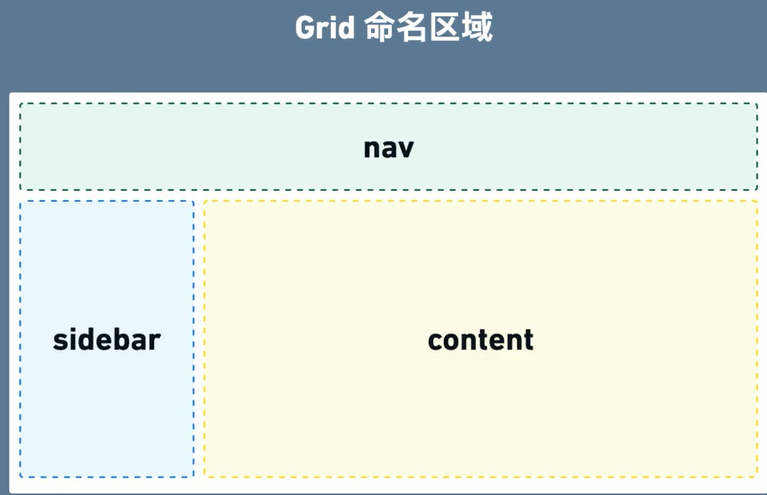 Grid 命名区域
nav
sidebar
content